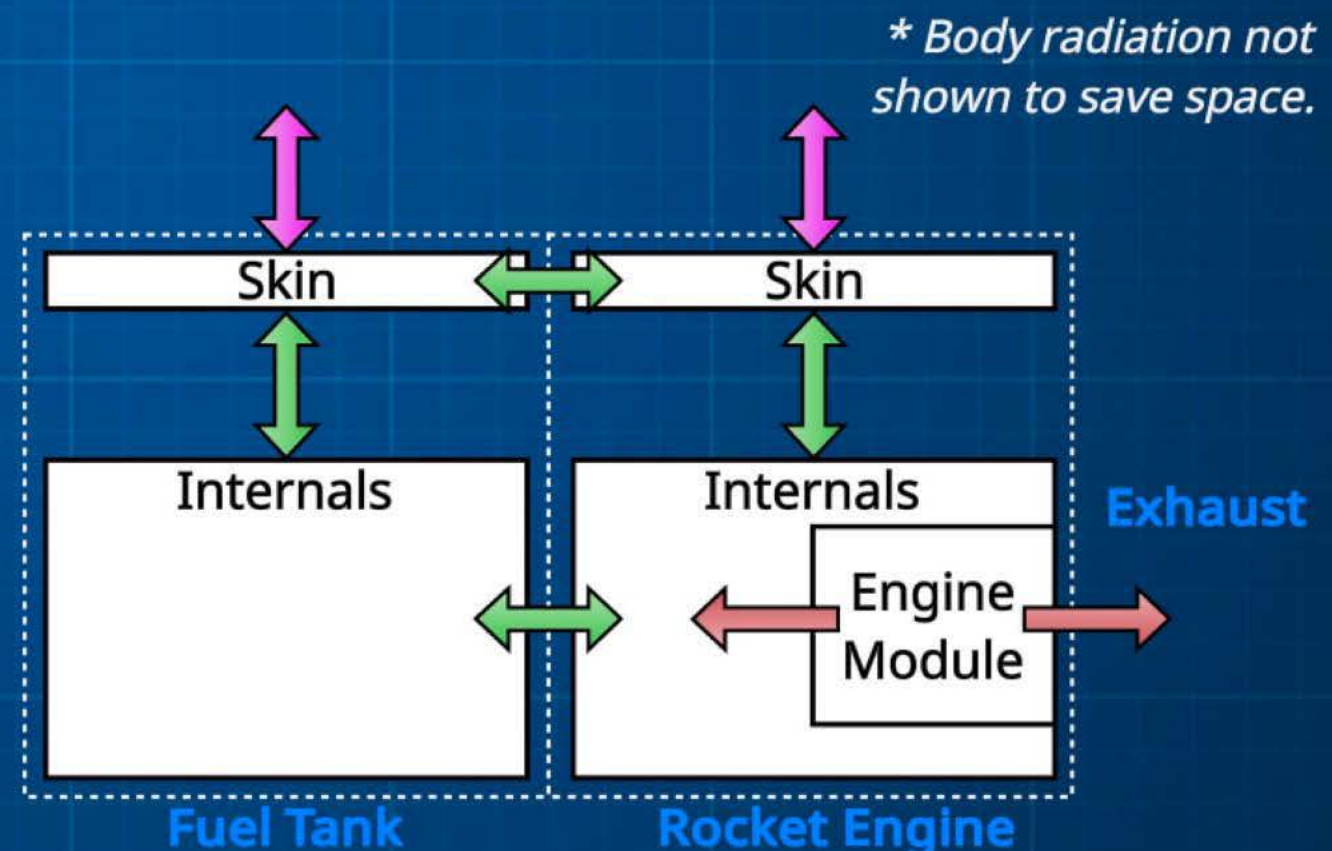 * Body radiation not
shown to save space.
Skin
Skin
Internals
Internals
Exhaust
Engine
Module
Fuel Tank
Rocket Engine